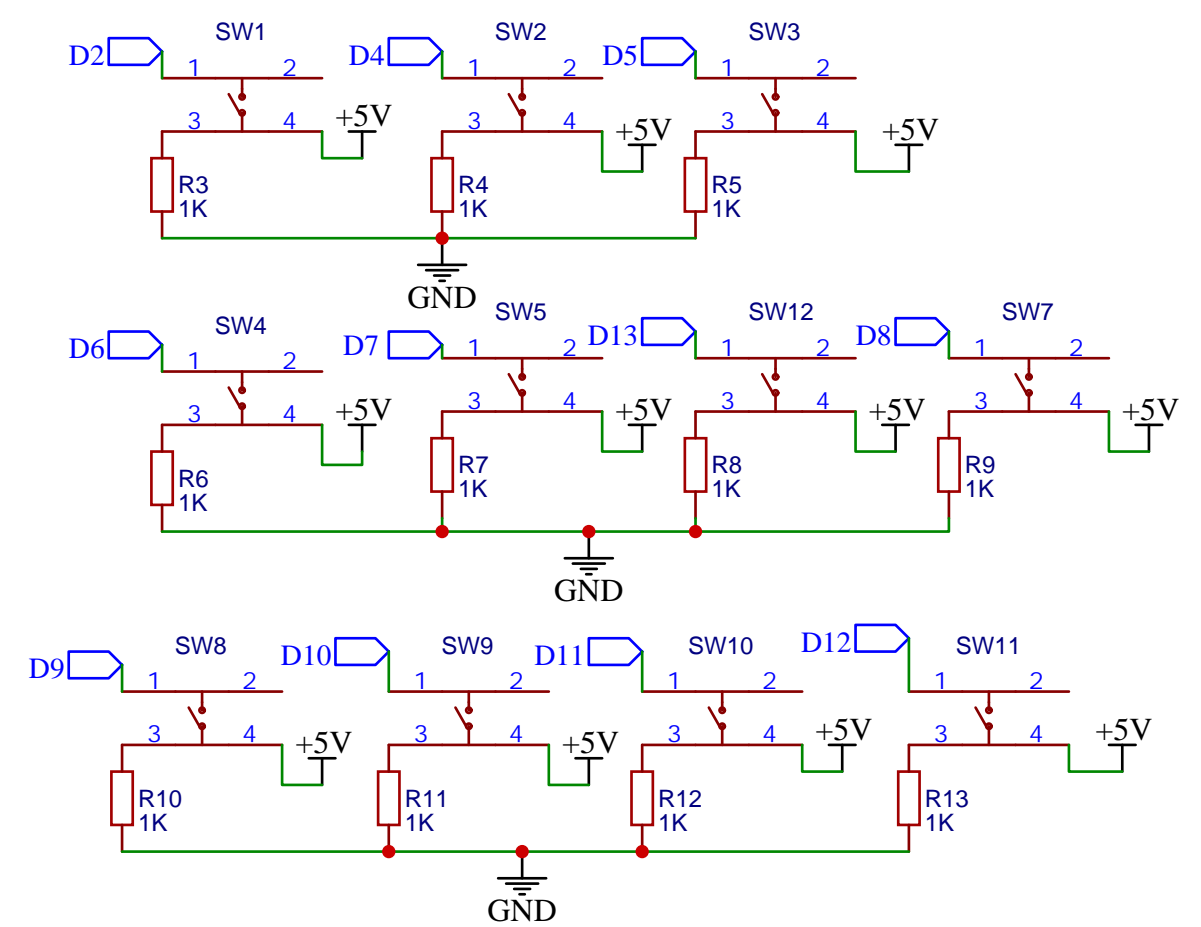 SW1 SW2 SW3
D2 D4 D5
1 2 1 2 1 2
3 4 +5V 3 4 +5V 3 4 +5V
R3 R4 R5
1K 1K 1K
GND
SW4 SW5 SW12 SW7
D6 D7 D13 D8
1 2 1 2 1 2 1 2
3 4 +5V 3 4 +5V 3 4 +5V 3 4 +5V
R6 R7 R8 R9
1K 1K 1K 1K
GND
SW8 SW9 SW10 SW11
D9 D10 D11 D12
1 2 1 2 1 2 1 2
3 4 +5V 3 4 +5V 3 4 +5V 3 4 +5V
R10 R11 R12 R13
1K 1K 1K 1K
GND